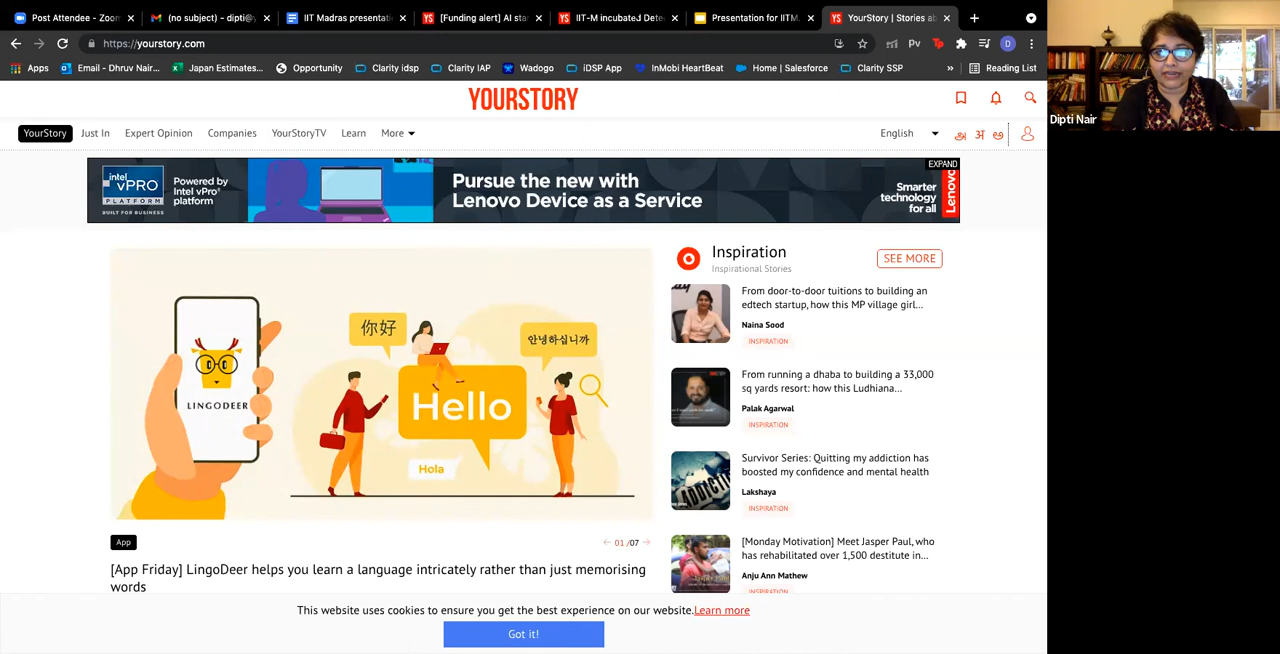 Post Attendee - Zoom
(no subject) - dipti@y
IIT Madras presentati
[Funding alert] AI star
IIT-M incubated Dete
Presentation for IITM
YourStory | Stories ab
https://yourstory.com
Pv
D
Apps
Email - Dhruv Nair...
Japan Estimates...
Opportunity
Clarity idsp
Clarity
Wadogo
iDSP App
InMobi HeartBeat
Home | Salesforce
Clarity SSP
»
Reading List
Dipti Nair
YOURSTORY
YourStory
Just In
Expert Opinion
Companies
YourStoryTV
Learn
More
English
அ अ ಅ
intel
vPRO
PLATFORM
BUILT FOR BUSINESS
Powered by
Intel vPro®
platform
Pursue the new with
Lenovo Device as a Service
EXPAND
Smarter
technology
for all
Lenovo
LINGODEER
你好
안녕하십니까
Hello
Hola
App
01 /07
[App Friday] LingoDeer helps you learn a language intricately rather than just memorising
words
Inspiration
Inspirational Stories
SEE MORE
From door-to-door tuitions to building an
edtech startup, how this MP village girl...
Naina Sood
INSPIRATION
From running a dhaba to building a 33,000
sq yards resort: how this Ludhiana...
Palak Agarwal
INSPIRATION
ADDICTION
Survivor Series: Quitting my addiction has
boosted my confidence and mental health
Lakshaya
INSPIRATION
[Monday Motivation] Meet Jasper Paul, who
has rehabilitated over 1,500 destitute in...
Anju Ann Mathew
INSPIRATION
This website uses cookies to ensure you get the best experience on our website.Learn more
Got it!